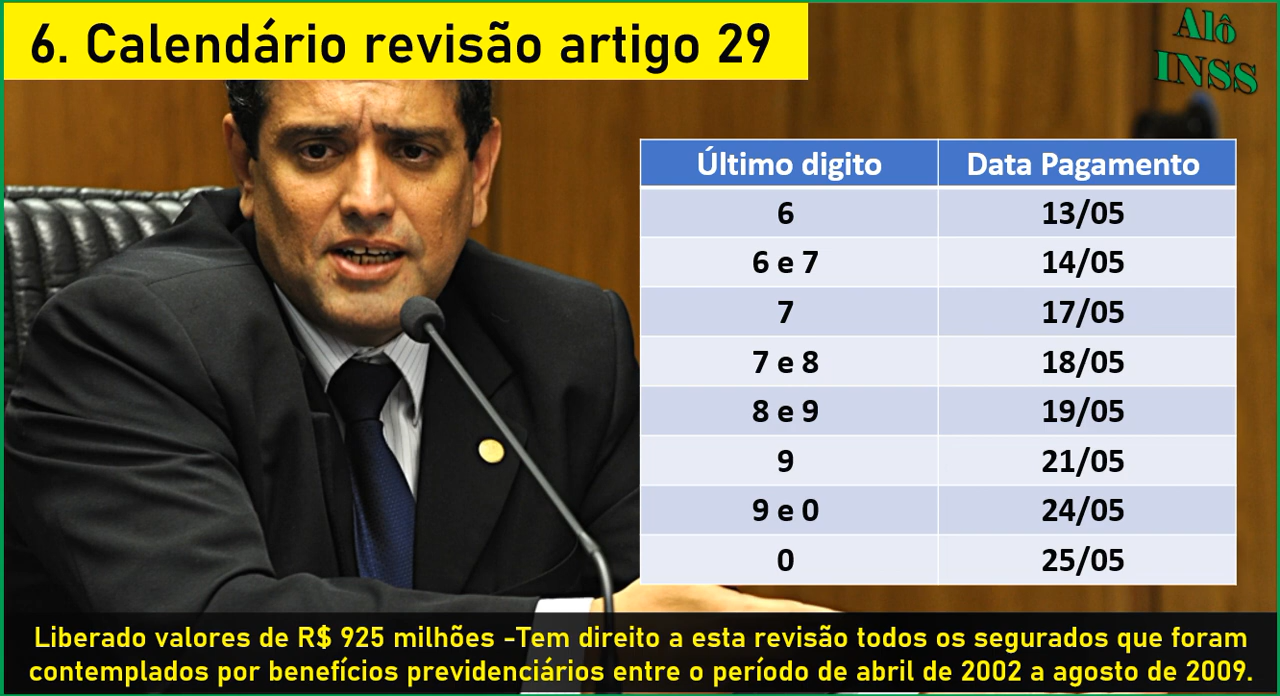 6. Calendário revisão artigo 29
Alô
INSS
Último digito Data Pagamento
6 13/05
6 e 7 14/05
7 17/05
7 e 8 18/05
8 e 9 19/05
9 21/05
9 e 0 24/05
0 25/05
Liberado valores de R$ 925 milhões -Tem direito a esta revisão todos os segurados que foram
contemplados por benefícios previdenciários entre o período de abril de 2002 a agosto de 2009.